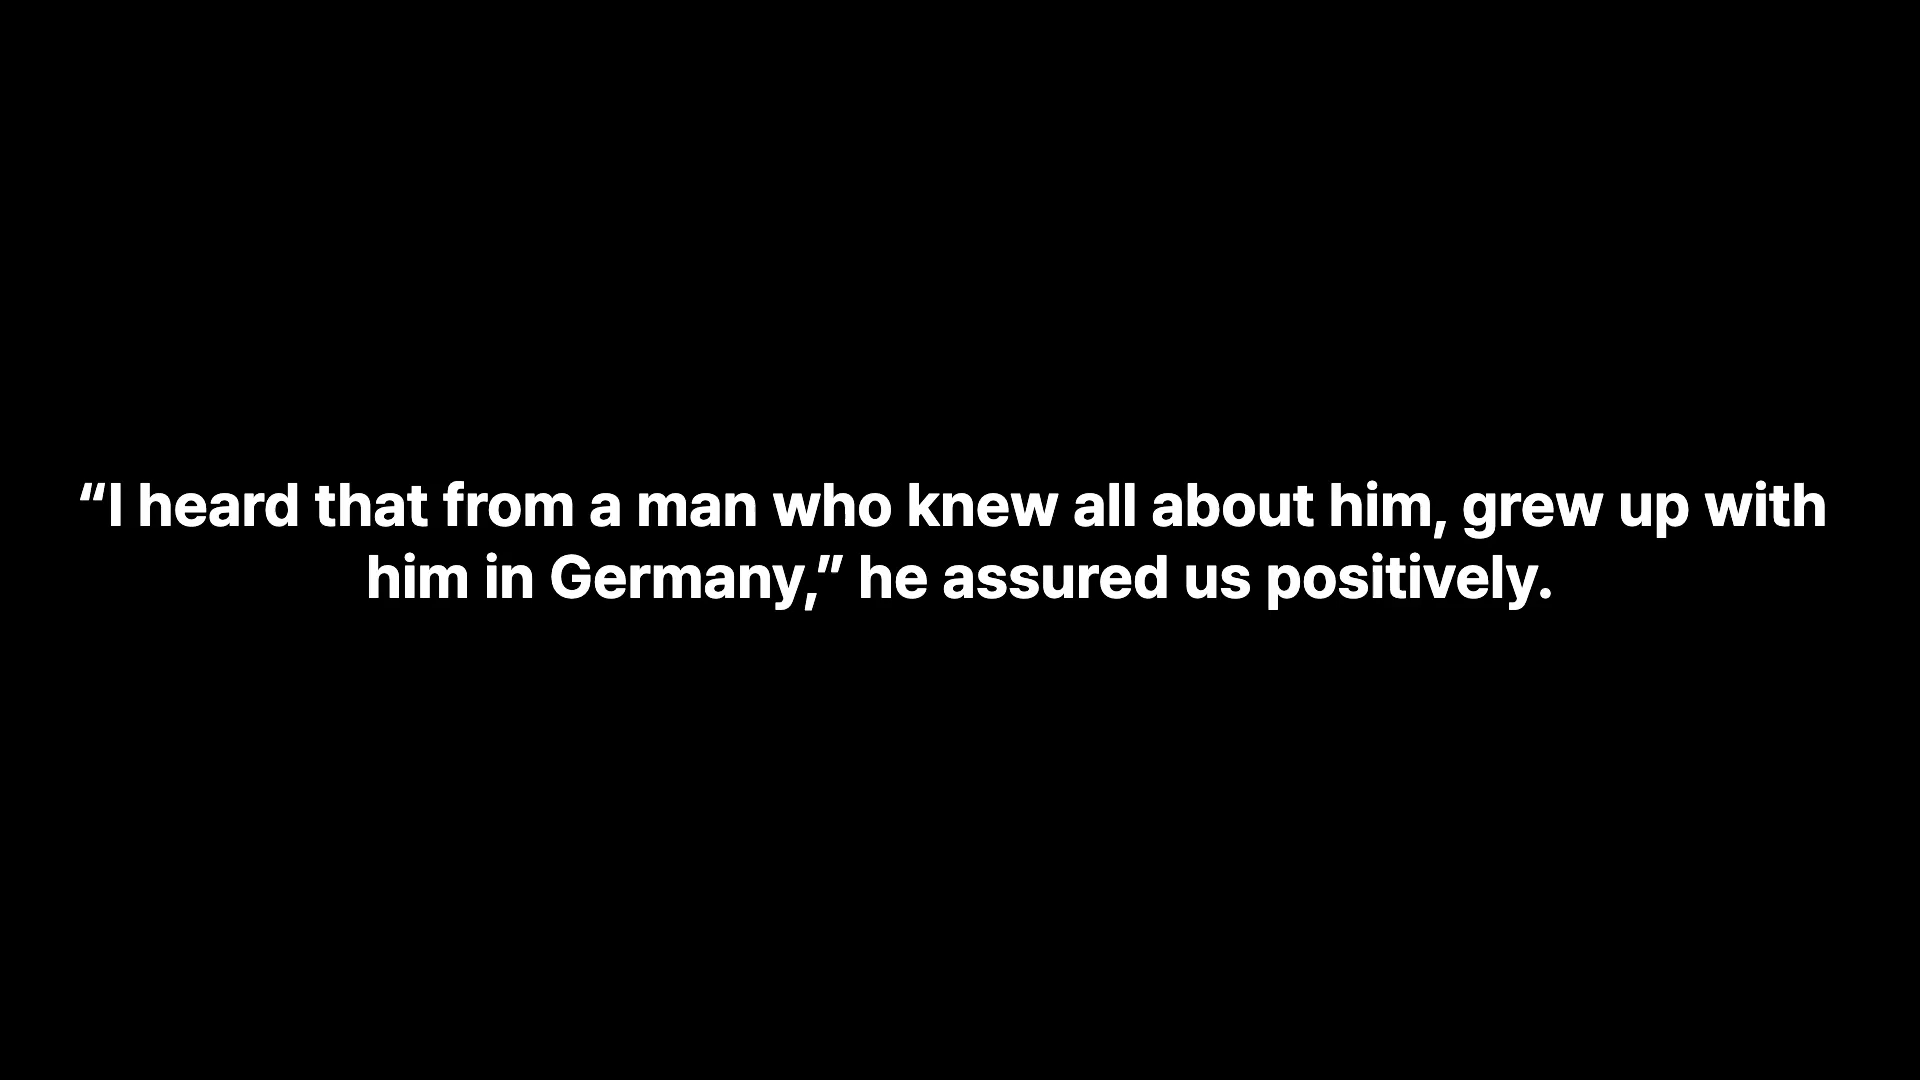 “I heard that from a man who knew all about him, grew up with
him in Germany,” he assured us positively.